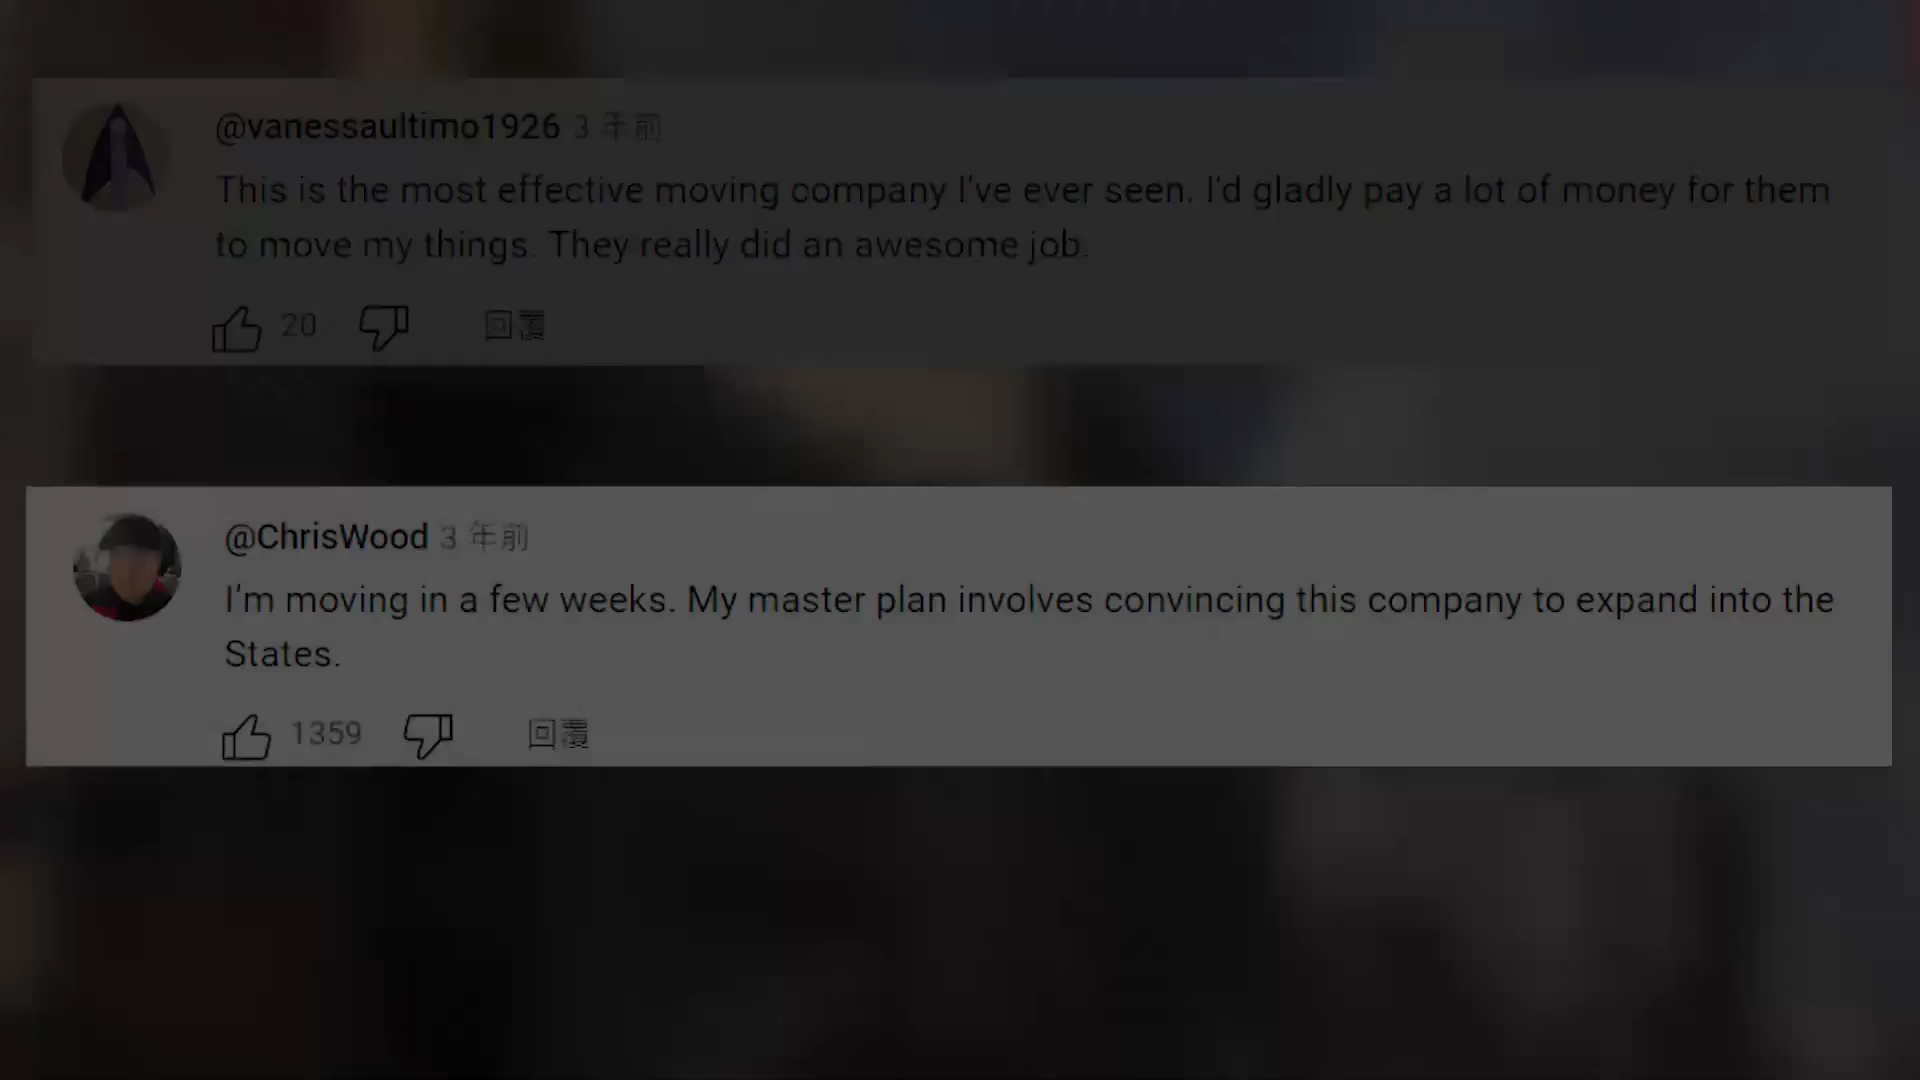 @vanessaultimo1926 3 年前
This is the most effective moving company I've ever seen. I'd gladly pay a lot of money for them
to move my things. They really did an awesome job.
20 回覆
@ChrisWood 3 年前
I'm moving in a few weeks. My master plan involves convincing this company to expand into the
States.
1359 回覆